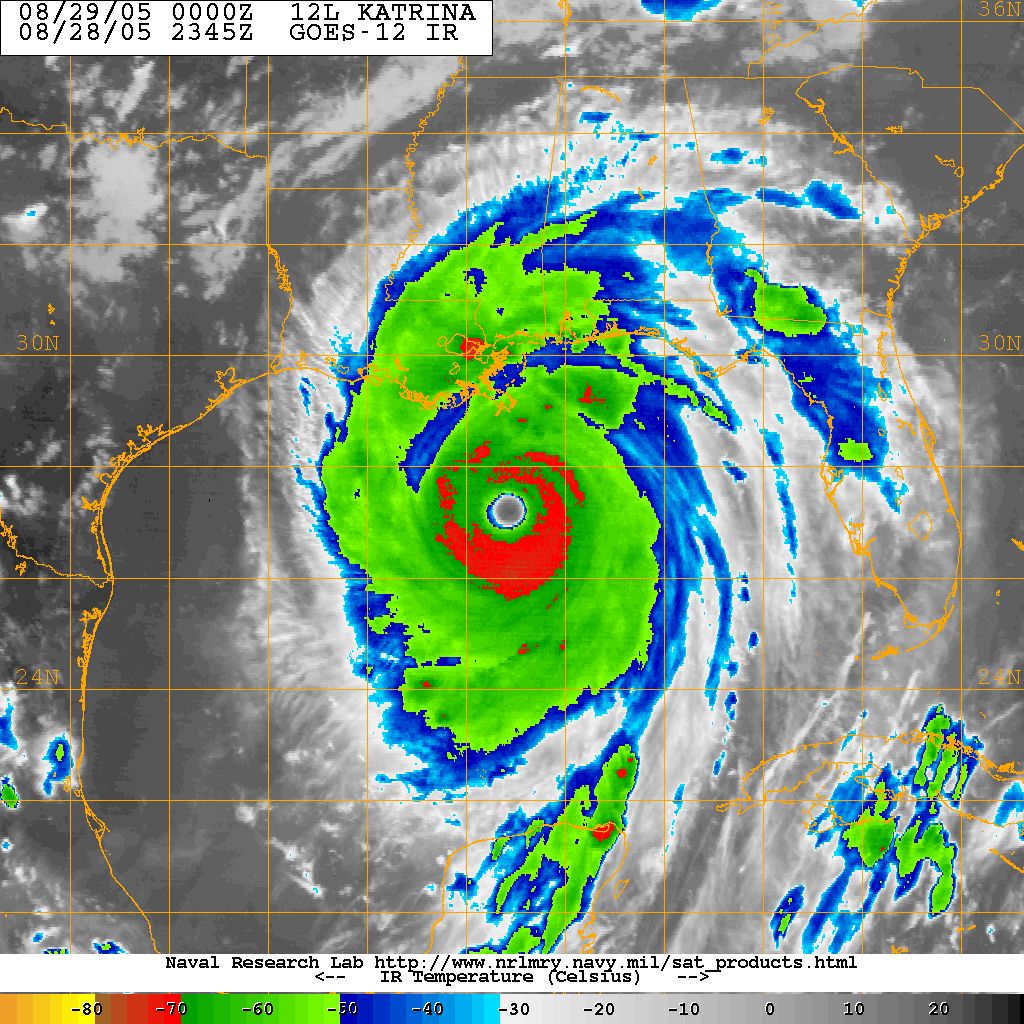 08/29/05 0000Z 12L KATRINA
08/28/05 2345Z GOES-12 IR
36N
30N 30N
24N 24N
Naval Research Lab http://www.nrlmry.navy.mil/sat_products.html
<-- IR Temperature (Celsius) -->
-80 -70 -60 -50 -40 -30 -20 -10 0 10 20